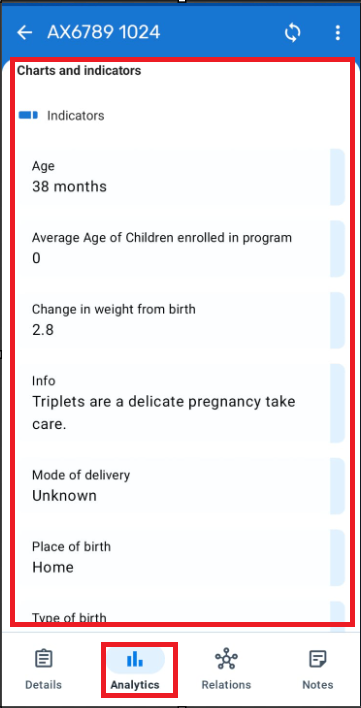 AX6789 1024
Charts and indicators
Indicators
Age
38 months
Average Age of Children enrolled in program
0
Change in weight from birth
2.8
Info
Triplets are a delicate pregnancy take
care.
Mode of delivery
Unknown
Place of birth
Home
Type of birth
Details Analytics Relations Notes